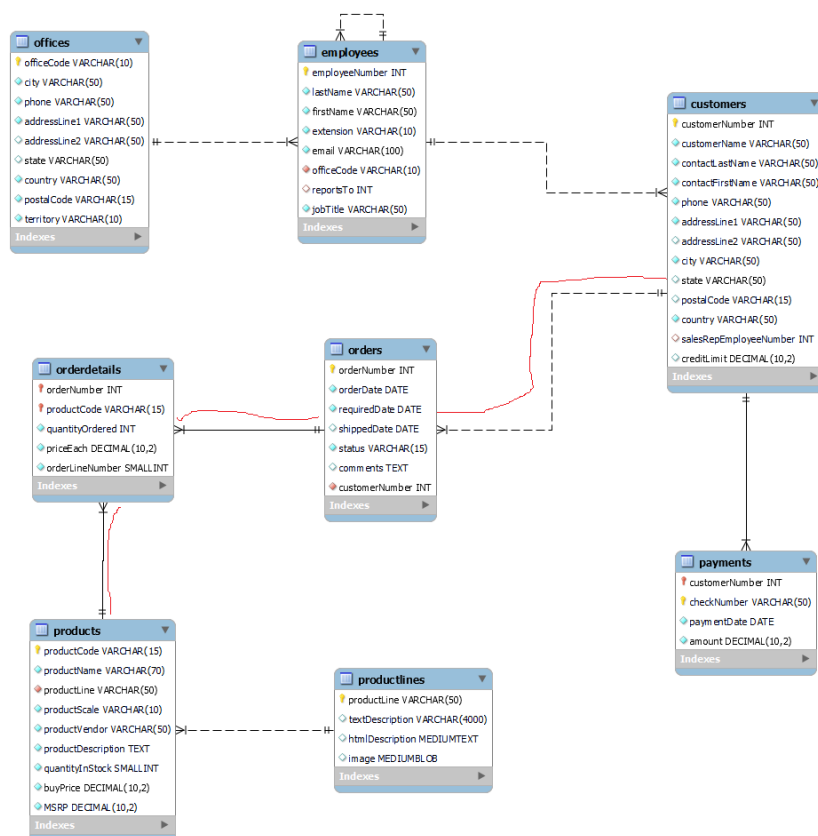 offices
officeCode VARCHAR(10)
city VARCHAR(50)
phone VARCHAR(50)
addressLine1 VARCHAR(50)
addressLine2 VARCHAR(50)
state VARCHAR(50)
country VARCHAR(50)
postalCode VARCHAR(15)
territory VARCHAR(10)
Indexes
employees
employeeNumber INT
lastName VARCHAR(50)
firstName VARCHAR(50)
extension VARCHAR(10)
email VARCHAR(100)
officeCode VARCHAR(10)
reportsTo INT
jobTitle VARCHAR(50)
Indexes
customers
customerNumber INT
customerName VARCHAR(50)
contactLastName VARCHAR(50)
contactFirstName VARCHAR(50)
phone VARCHAR(50)
addressLine1 VARCHAR(50)
addressLine2 VARCHAR(50)
city VARCHAR(50)
state VARCHAR(50)
postalCode VARCHAR(15)
country VARCHAR(50)
salesRepEmployeeNumber INT
creditLimit DECIMAL(10,2)
Indexes
orderdetails
orderNumber INT
productCode VARCHAR(15)
quantityOrdered INT
priceEach DECIMAL(10,2)
orderLineNumber SMALLINT
Indexes
orders
orderNumber INT
orderDate DATE
requiredDate DATE
shippedDate DATE
status VARCHAR(15)
comments TEXT
customerNumber INT
Indexes
payments
customerNumber INT
checkNumber VARCHAR(50)
paymentDate DATE
amount DECIMAL(10,2)
Indexes
products
productCode VARCHAR(15)
productName VARCHAR(70)
productLine VARCHAR(50)
productScale VARCHAR(10)
productVendor VARCHAR(50)
productDescription TEXT
quantityInStock SMALLINT
buyPrice DECIMAL(10,2)
MSRP DECIMAL(10,2)
Indexes
productlines
productLine VARCHAR(50)
textDescription VARCHAR(4000)
htmlDescription MEDIUMTEXT
image MEDIUMBLOB
Indexes